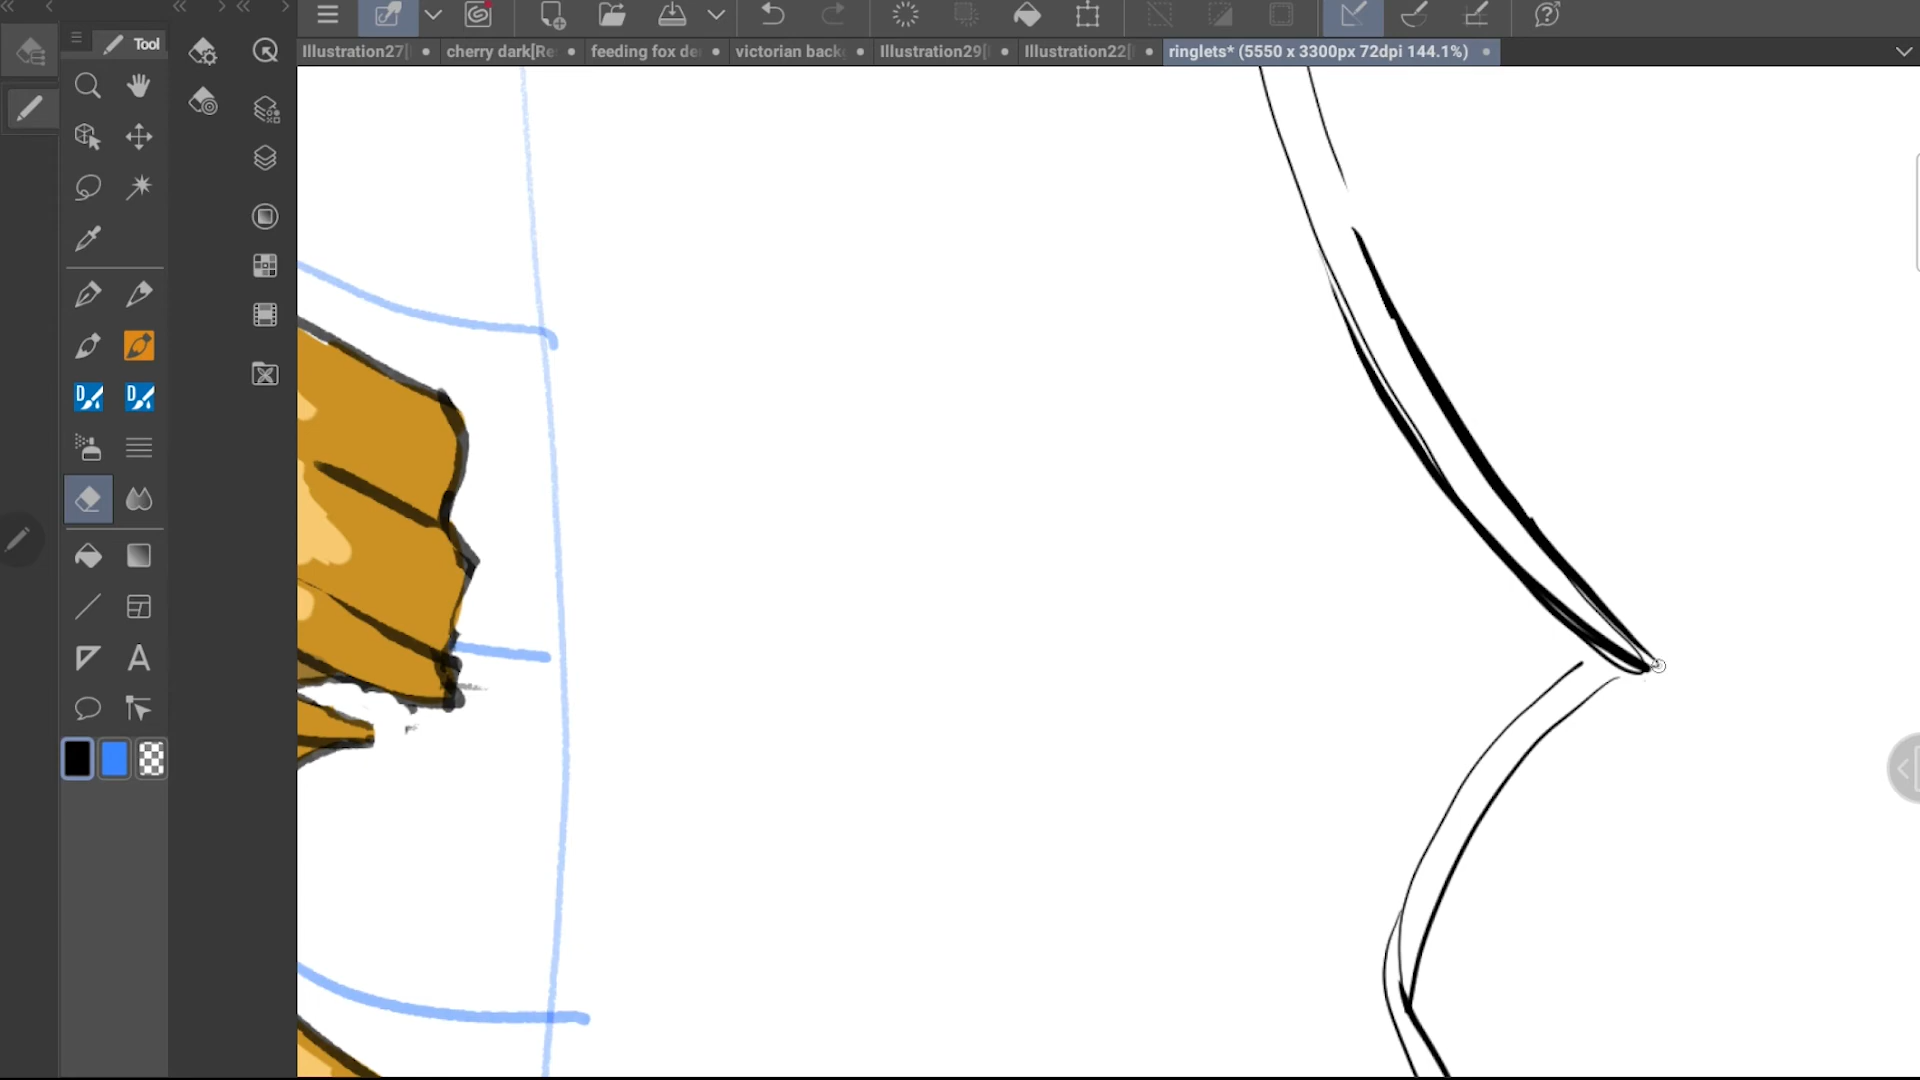 Tool
Illustration27[
cherry dark[Re
feeding fox de
victorian back
Illustration29[
Illustration22[
ringlets* (5550 x 3300px 72dpi 144.1%)
D
D
A